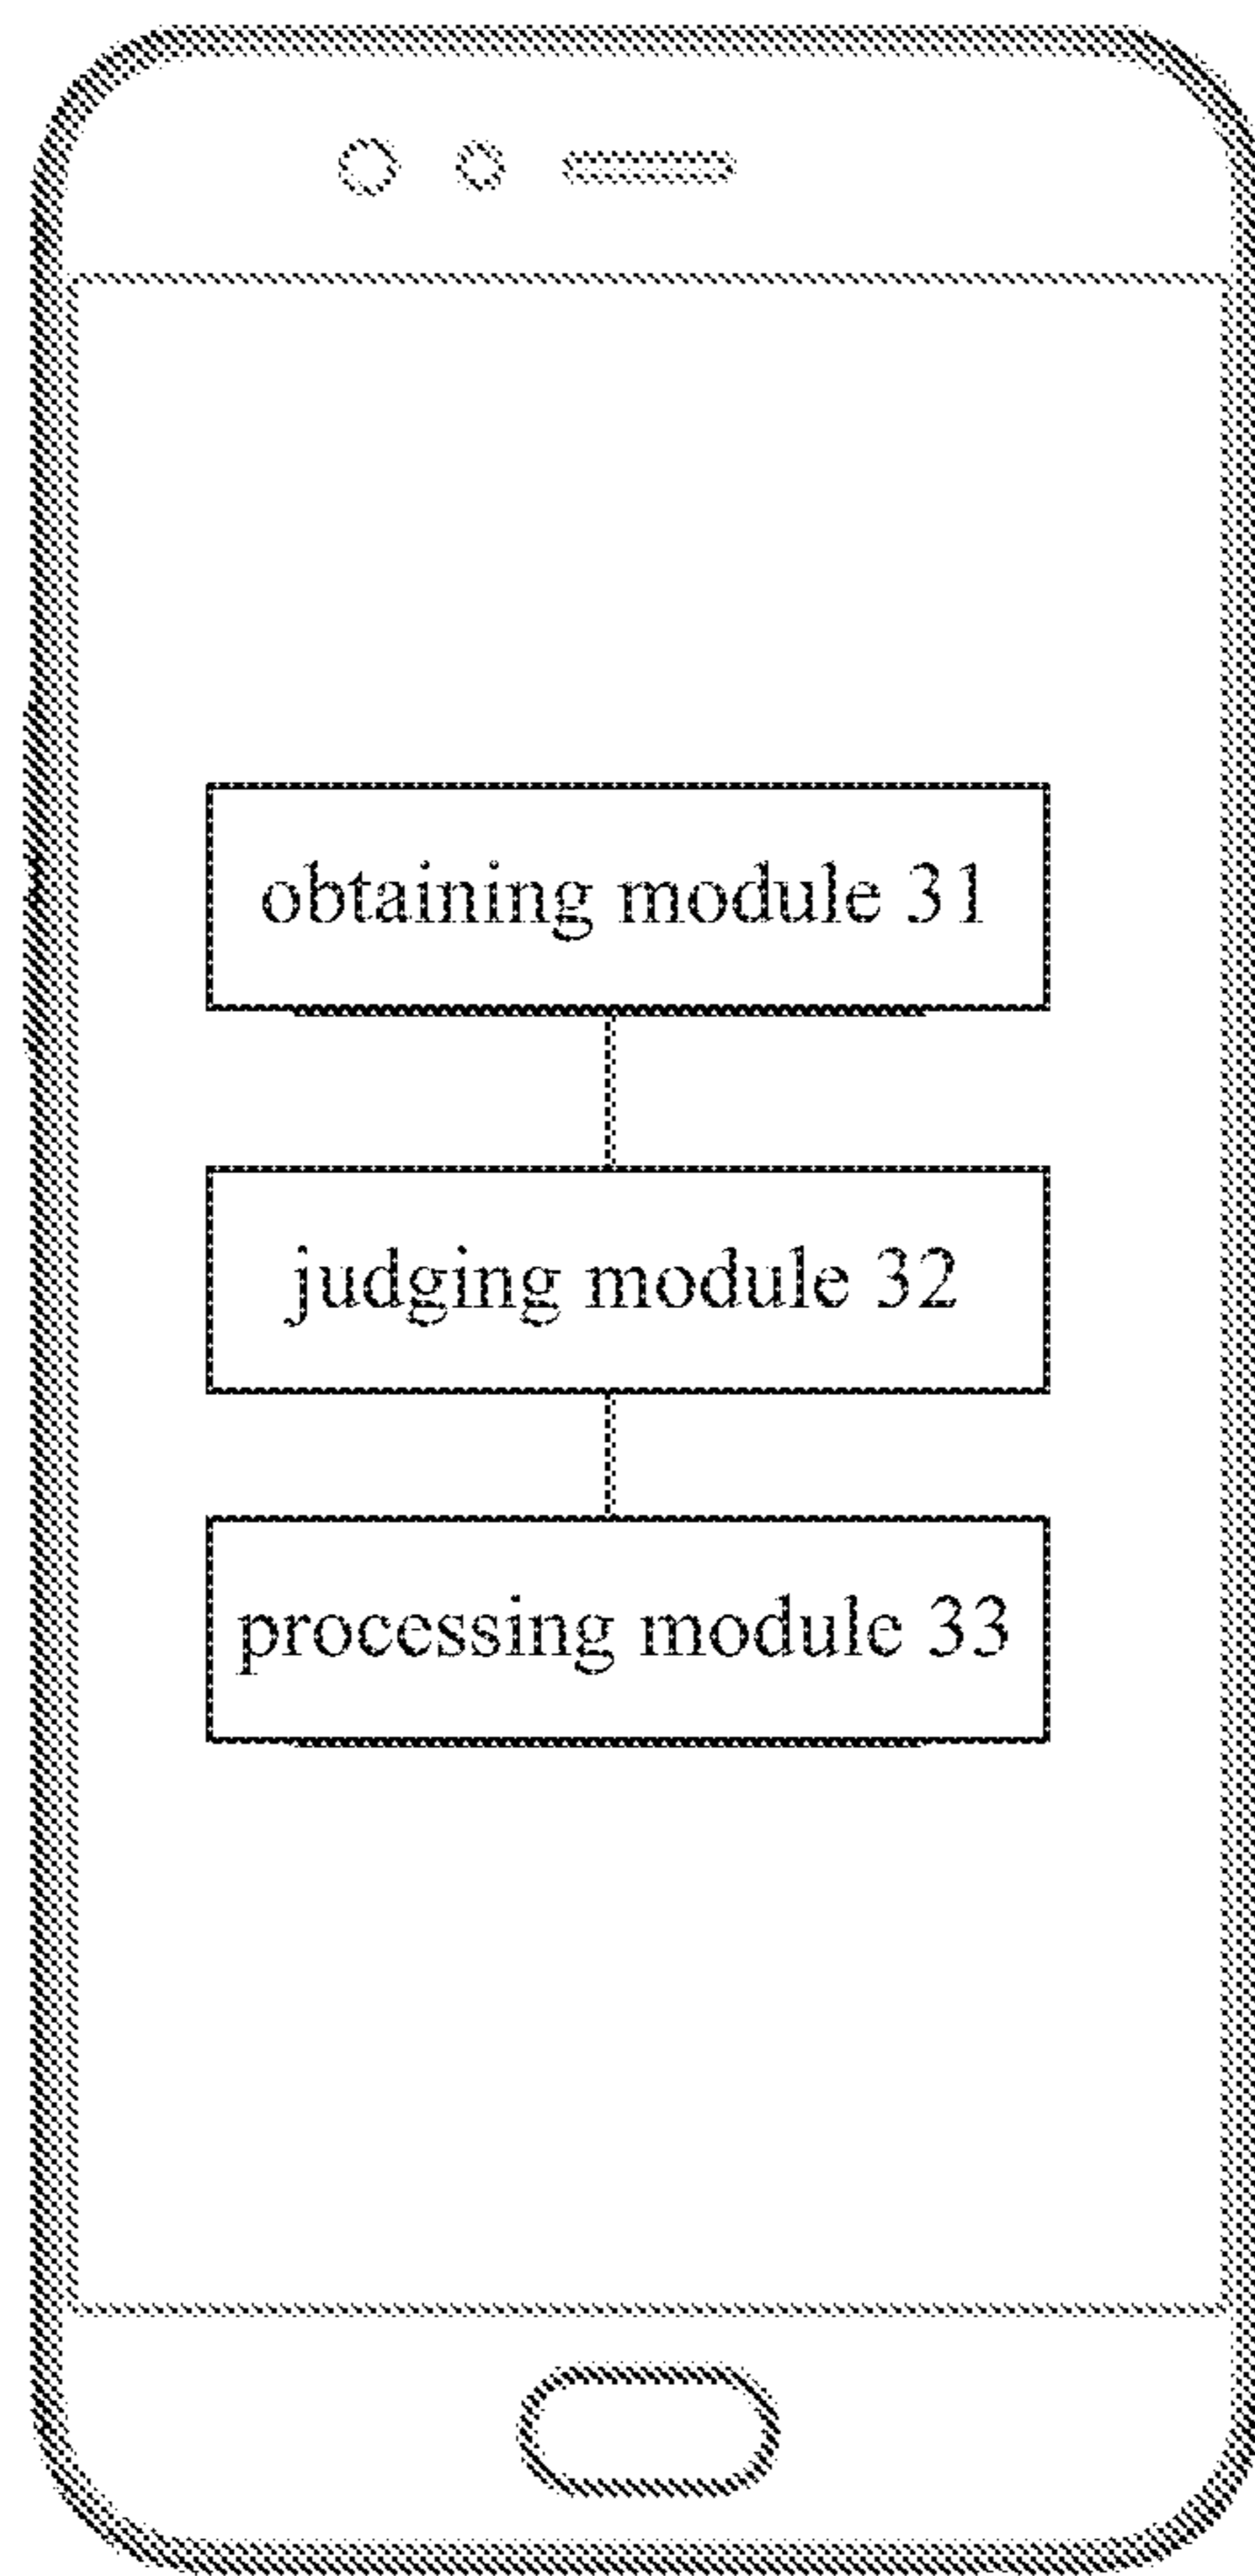 obtaining module 31
judging module 32
processing module 33